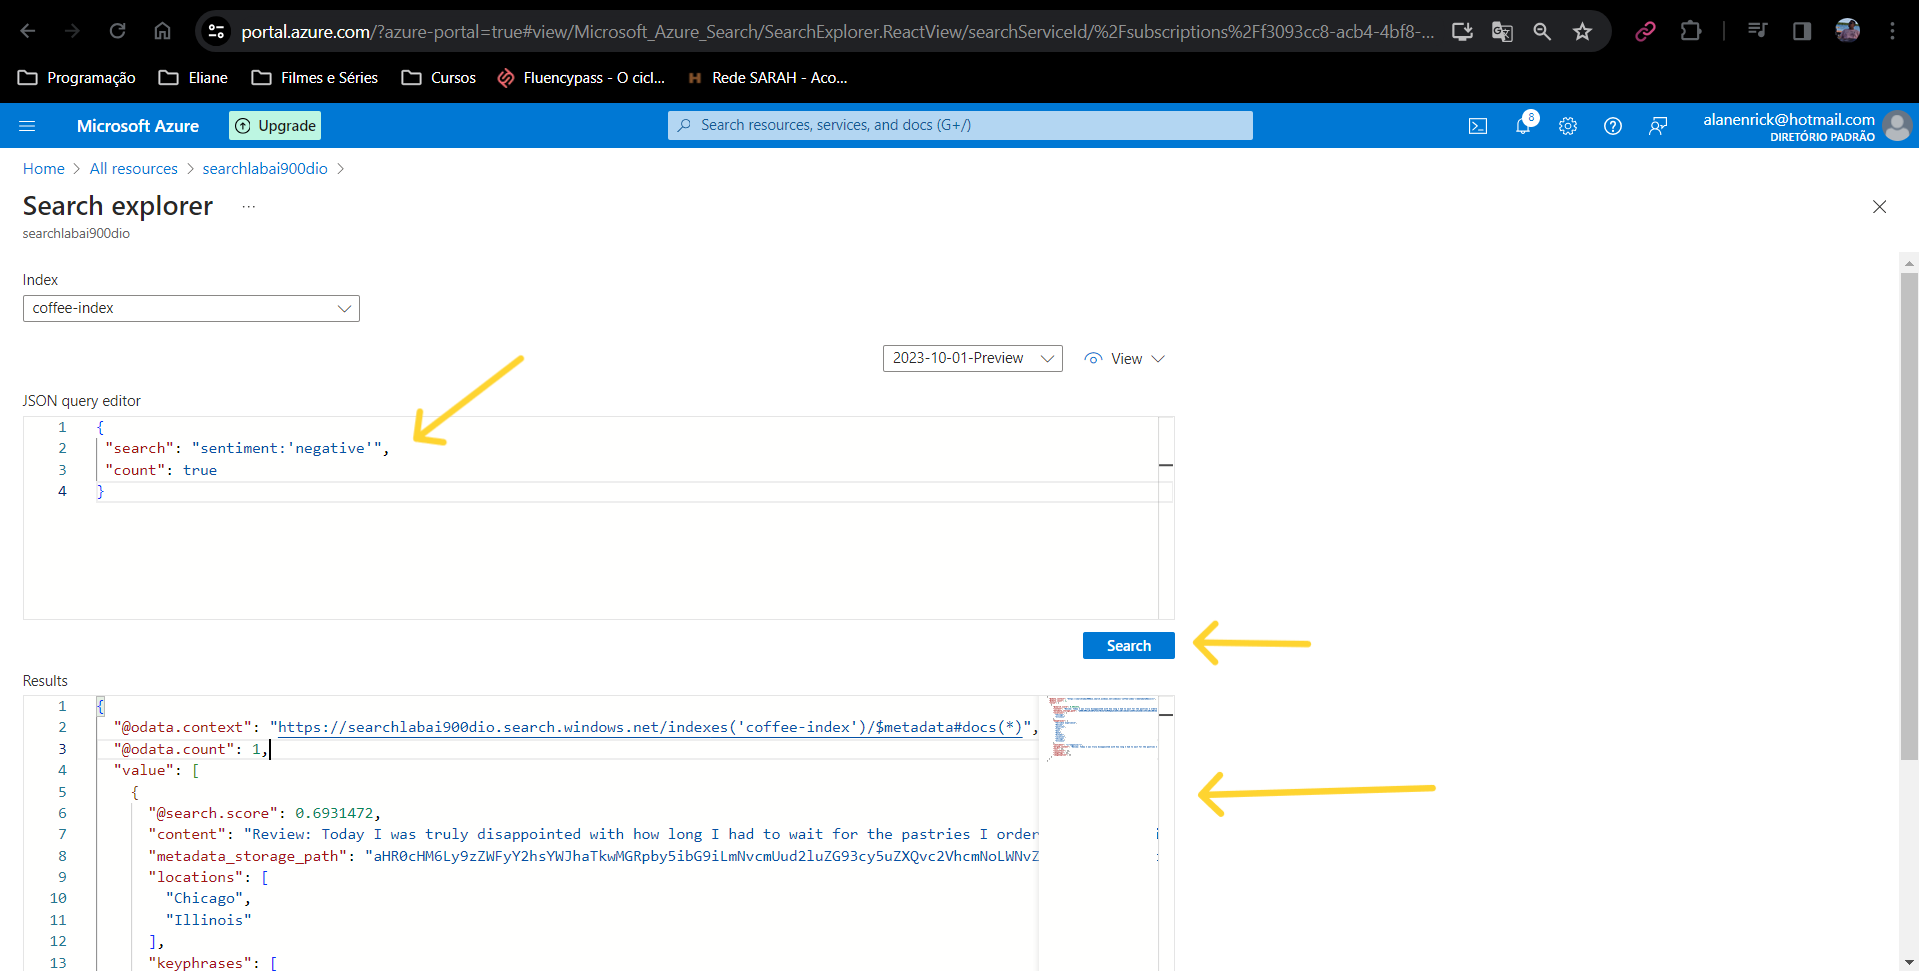 portal.azure.com/?azure-portal=true#view/Microsoft_Azure_Search/SearchExplorer.ReactView/searchServiceId/%2Fsubscriptions%2Ff3093cc8-acb4-4bf8-...
Programação Eliane Filmes e Séries Cursos Fluencypass - O cicl... H Rede SARAH - Aco...
Microsoft Azure Upgrade Search resources, services, and docs (G+/) 8 alanenrick@hotmail.com
DIRETÓRIO PADRÃO
Home > All resources > searchlabai900dio >
Search explorer ...
searchlabai900dio
Index
coffee-index
2023-10-01-Preview View
JSON query editor
1 {
2 "search": "sentiment:'negative'",
3 "count": true
4 }
Search
Results
1 {
2 "@odata.context": "https://searchlabai900dio.search.windows.net/indexes('coffee-index')/$metadata#docs(*)",
3 "@odata.count": 1,
4 "value": [
5 {
6 "@search.score": 0.6931472,
7 "content": "Review: Today I was truly disappointed with how long I had to wait for the pastries I order
8 "metadata_storage_path": "aHR0cHM6Ly9zZWFyY2hsYWJhaTkwMGRpby5ibG9iLmNvcmUud2luZG93cy5uZXQvc2VhcmNoLWNvZ
9 "locations": [
10 "Chicago",
11 "Illinois"
12 ],
13 "keyphrases": [